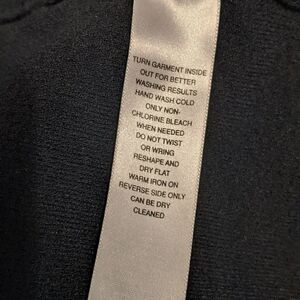 TURN GARMENT INSIDE
OUT FOR BETTER
WASHING RESULTS
HAND WASH COLD
ONLY NON-
CHLORINE BLEACH
WHEN NEEDED
DO NOT TWIST
OR WRING
RESHAPE AND
DRY FLAT
WARM IRON ON
REVERSE SIDE ONLY
CAN BE DRY
CLEANED